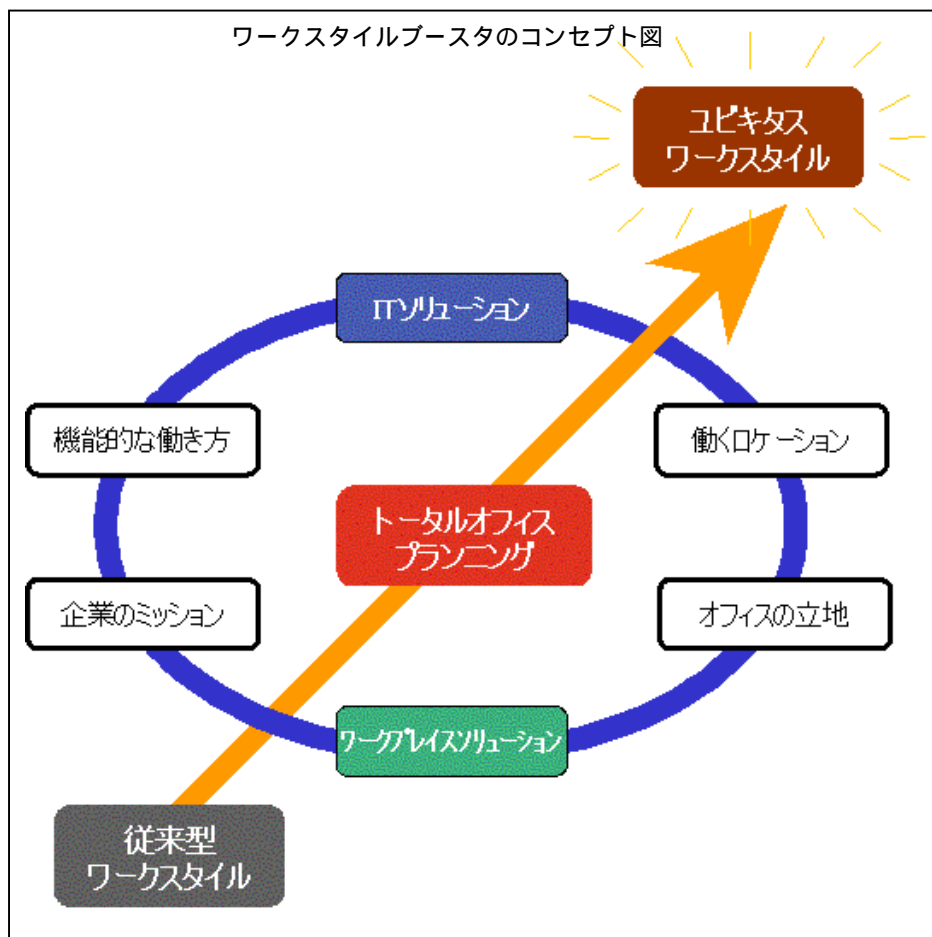 ワークスタイルブースタのコンセプト図
ユビキタス
ワークスタイル
ITソリューション
機能的な働き方
働くロケーション
トータルオフィス
プランニング
企業のミッション
オフィスの立地
ワークプレイスソリューション
従来型
ワークスタイル